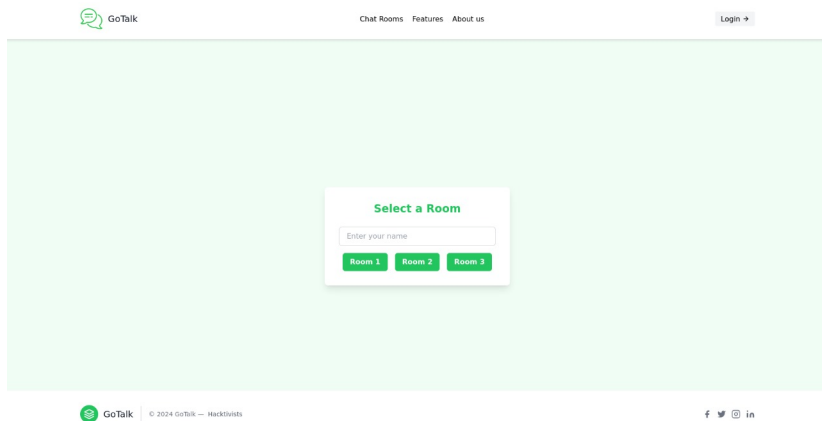 GoTalk
Chat Rooms Features About us
Login →
Select a Room
Enter your name
Room 1 Room 2 Room 3
GoTalk
© 2024 GoTalk — Hacktivists